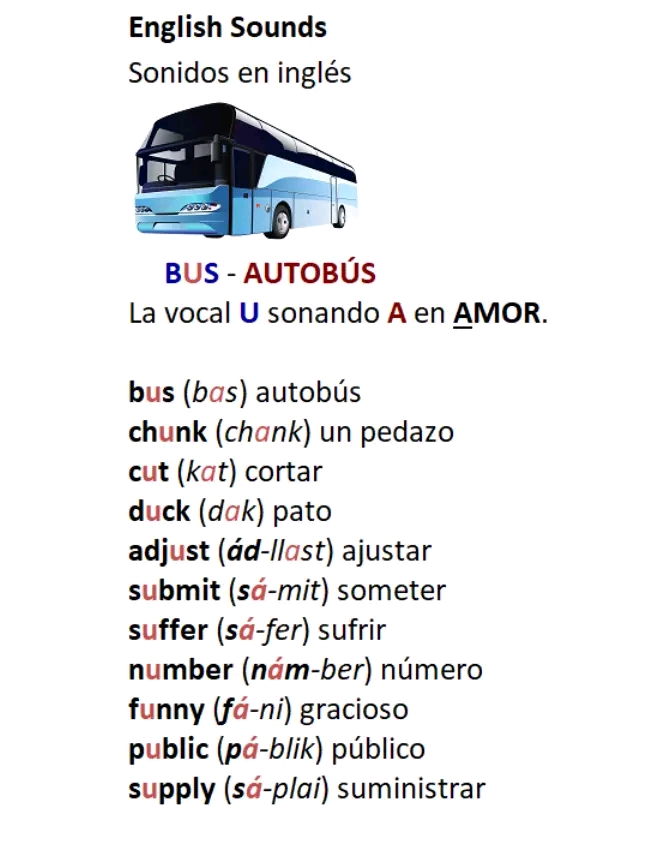 English Sounds
Sonidos en inglés
BUS - AUTOBÚS
La vocal U sonando A en AMOR.
bus (bas) autobús
chunk (chank) un pedazo
cut (kat) cortar
duck (dak) pato
adjust (ád-llast) ajustar
submit (sá-mit) someter
suffer (sá-fer) sufrir
number (nám-ber) número
funny (fá-ni) gracioso
public (pá-blik) público
supply (sá-plai) suministrar